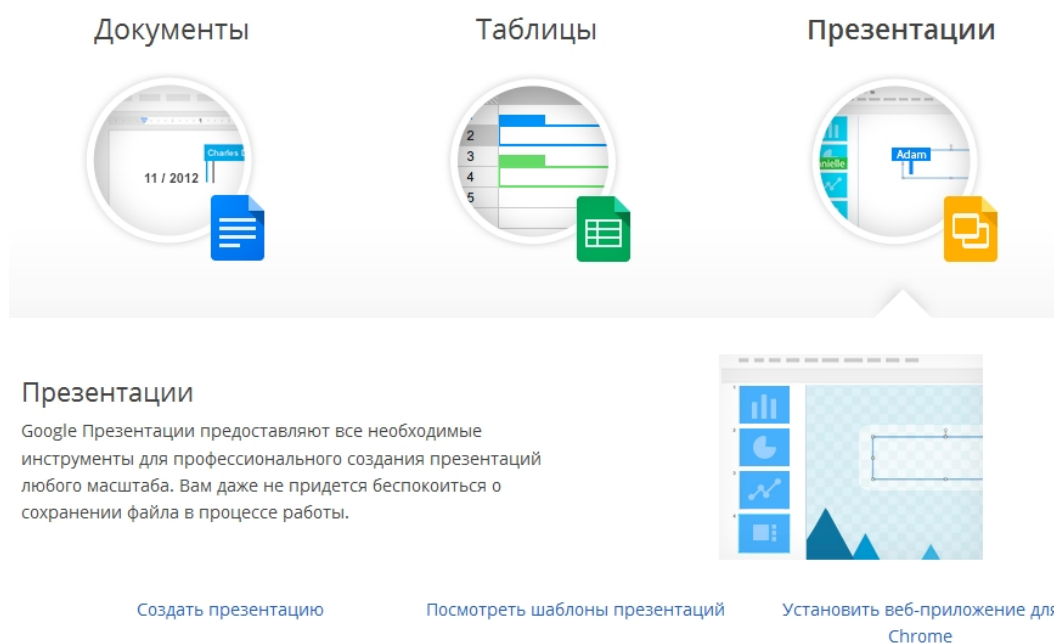 Документы
Таблицы
Презентации
11 / 2012
Charles D
2
3
4
5
Adam
anielle
Презентации
Google Презентации предоставляют все необходимые
инструменты для профессионального создания презентаций
любого масштаба. Вам даже не придется беспокоиться о
сохранении файла в процессе работы.
Создать презентацию
Посмотреть шаблоны презентаций
Установить веб-приложение для
Chrome